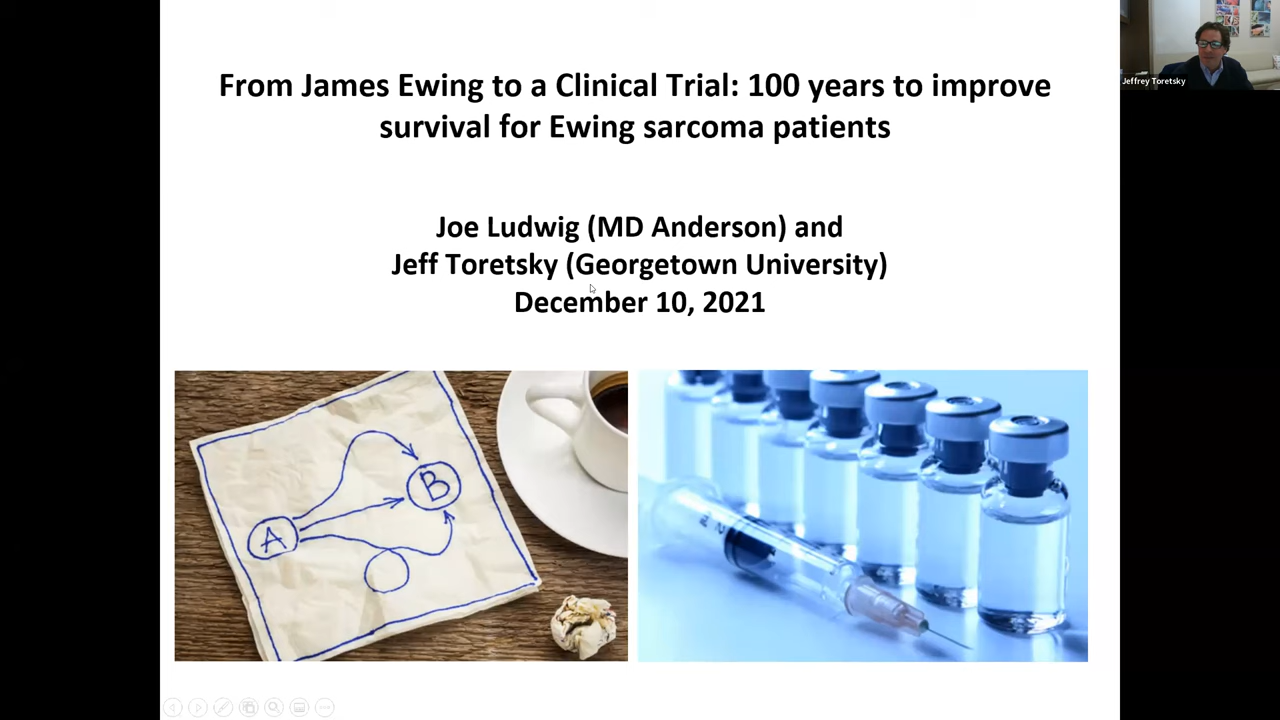 From James Ewing to a Clinical Trial: 100 years to improve
survival for Ewing sarcoma patients
Joe Ludwig (MD Anderson) and
Jeff Toretsky (Georgetown University)
December 10, 2021
A
B
Jeffrey Toretsky